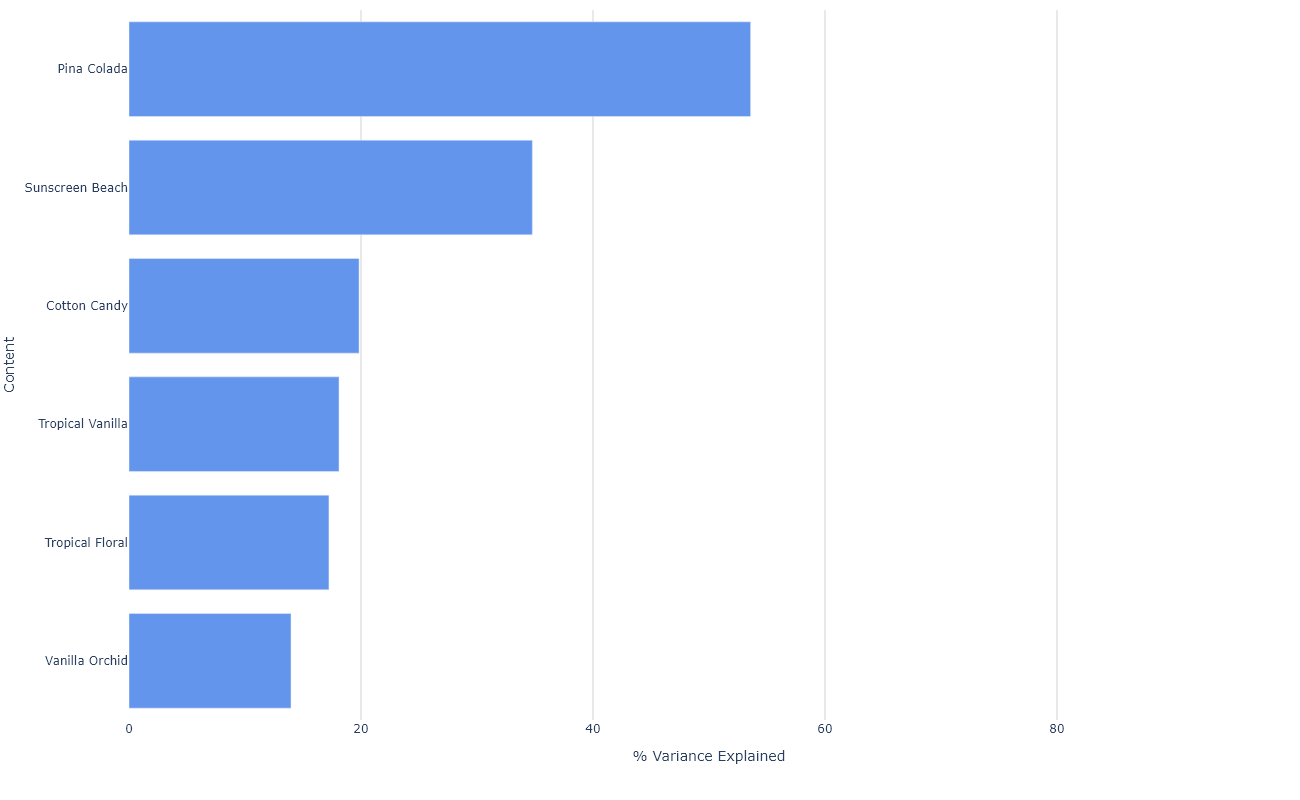 Content
Pina Colada
Sunscreen Beach
Cotton Candy
Tropical Vanilla
Tropical Floral
Vanilla Orchid
0 20 40 60 80
% Variance Explained